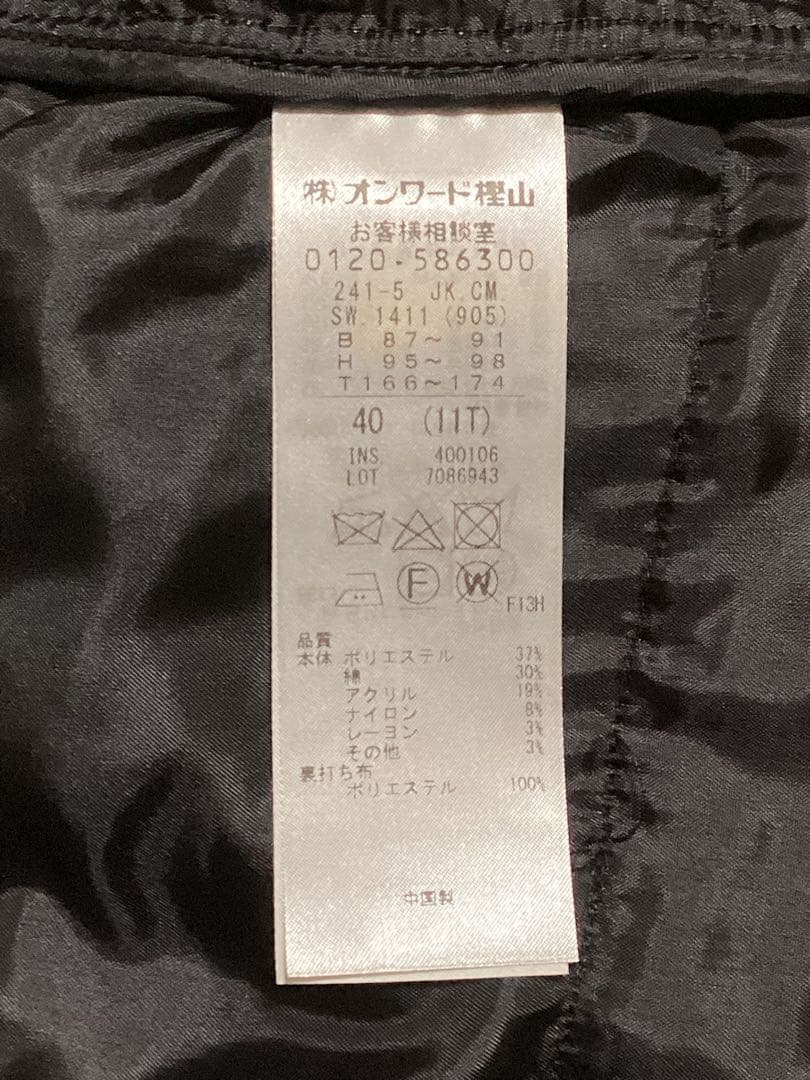 (株)オンワード樫山
お客様相談室
0120-586300
241-5 JK.CM.
SW.1411(905)
B 87～ 91
H 95～ 98
T166～174
40 (11T)
INS. 400106
LOT 7086943
F W
F13H
品質
本体 ポリエステル 37%
綿 30%
アクリル 19%
ナイロン 8%
レーヨン 3%
その他 3%
裏打ち布
ポリエステル 100%
中国製